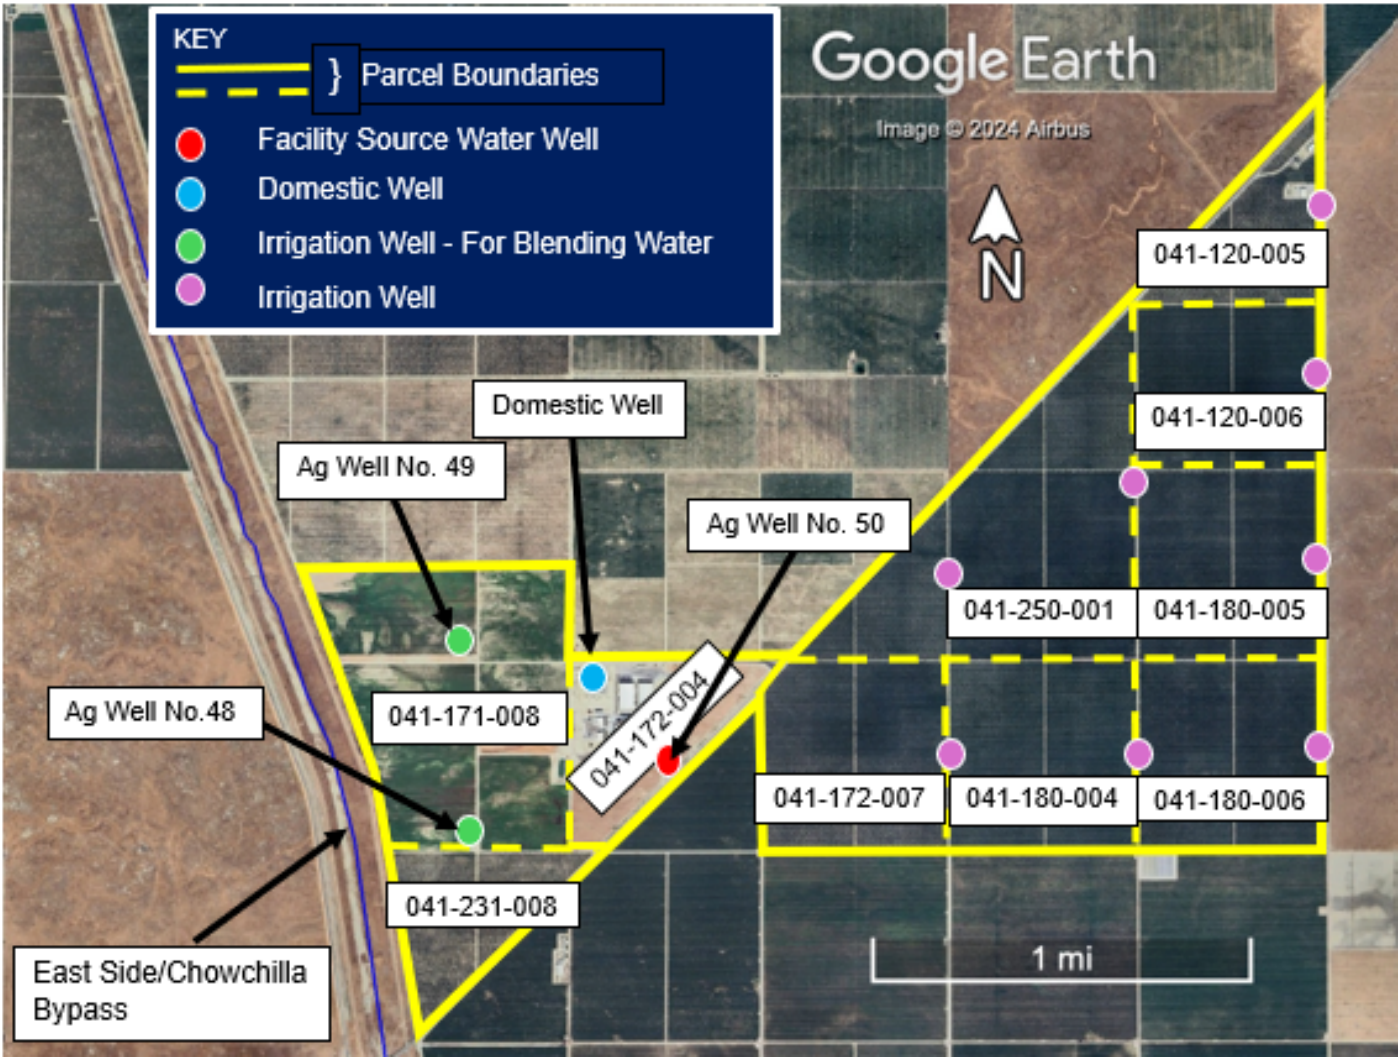 KEY
} Parcel Boundaries
Facility Source Water Well
Domestic Well
Irrigation Well - For Blending Water
Irrigation Well
Google Earth
Image © 2024 Airbus
N
041-120-005
041-120-006
Domestic Well
Ag Well No. 49
Ag Well No. 50
041-250-001
041-180-005
041-171-008
041-172-004
Ag Well No.48
041-172-007
041-180-004
041-180-006
041-231-008
East Side/Chowchilla
Bypass
1 mi